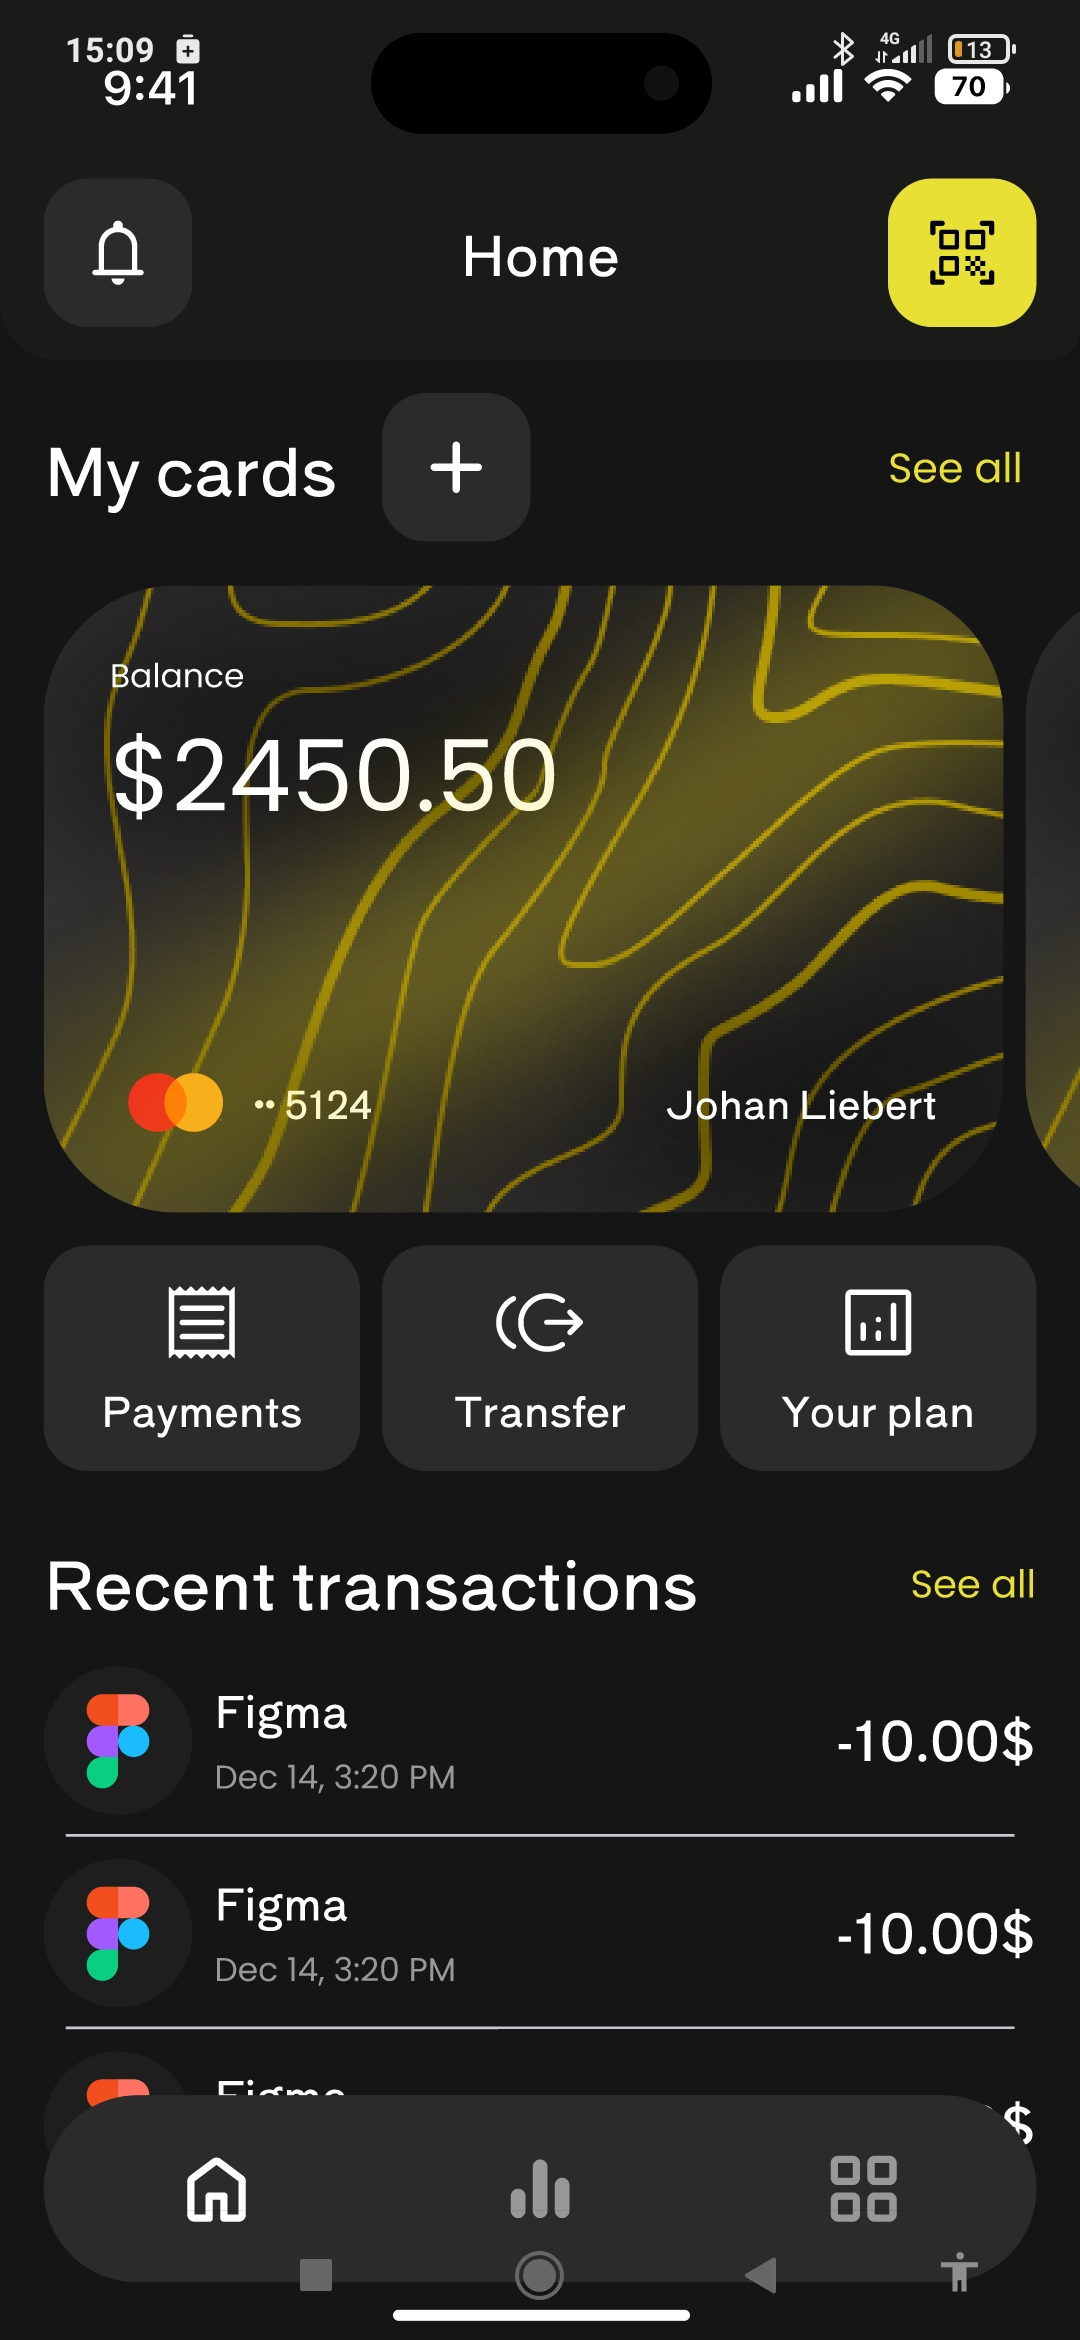 15:09
4G
13
9:41
70
Home
My cards
See all
Balance
$2450.50
•• 5124
Johan Liebert
Payments
Transfer
Your plan
Recent transactions
See all
Figma
-10.00$
Dec 14, 3:20 PM
Figma
-10.00$
Dec 14, 3:20 PM
Figma
$